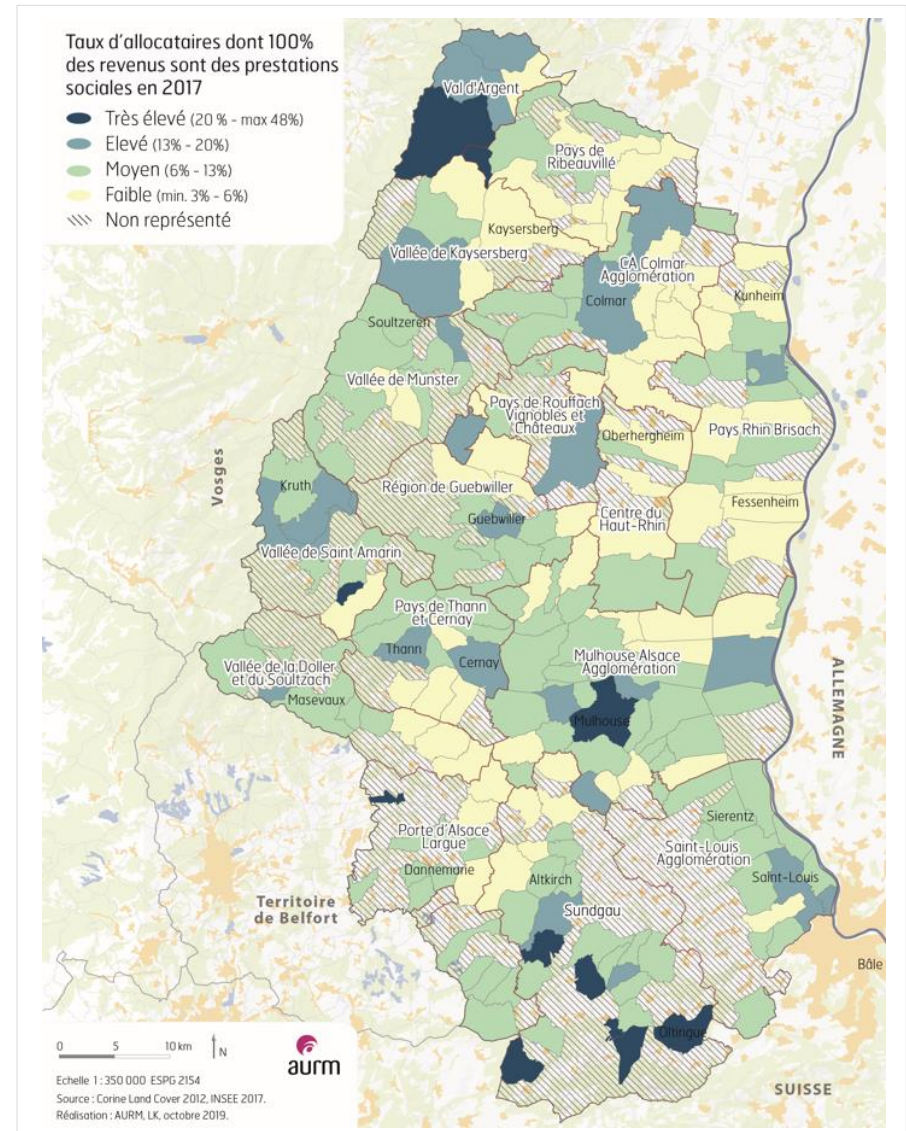 Taux d'allocataires dont 100%
des revenus sont des prestations
sociales en 2017
Très élevé (20 % - max 48%)
Elevé (13% - 20%)
Moyen (6% - 13%)
Faible (min. 3% - 6%)
Non représenté
Val d'Argent
Pays de
Ribeauvillé
Kaysersberg
Vallée de Kaysersberg
CA Colmar
Agglomération
Colmar
Kunheim
Soultzeren
Vallée de Munster
Pays de Rouffach
Vignobles et
Châteaux
Oberhergheim
Pays Rhin Brisach
Vosges
Kruth
Région de Guebwiller
Guebwiller
Centre du
Haut-Rhin
Fessenheim
Vallée de Saint Amarin
Pays de Thann
et Cernay
Thann
Cernay
Mulhouse Alsace
Agglomération
Mulhouse
ALLEMAGNE
Vallée de la Doller
et du Soultzach
Masevaux
Sierentz
Porte d'Alsace
Largue
Dannemarie
Saint-Louis
Agglomération
Saint-Louis
Altkirch
Sundgau
Territoire
de Belfort
Bâle
Oltingue
SUISSE
0 5 10 km N
aurm
Echelle 1 : 350 000 ESPG 2154
Source : Corine Land Cover 2012, INSEE 2017.
Réalisation : AURM, LK, octobre 2019.